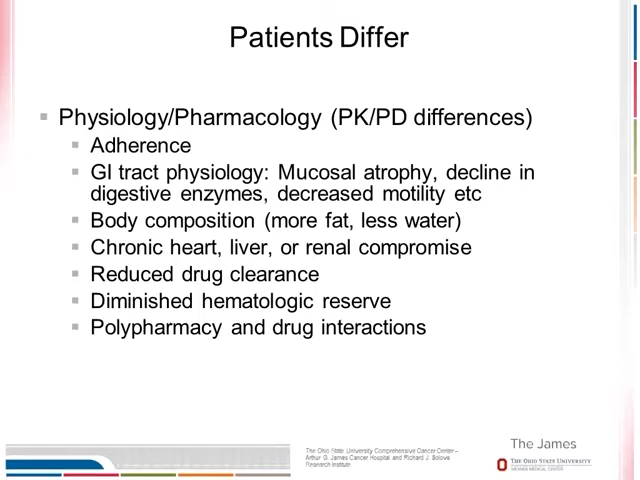 Patients Differ
Physiology/Pharmacology (PK/PD differences)
Adherence
GI tract physiology: Mucosal atrophy, decline in
digestive enzymes, decreased motility etc
Body composition (more fat, less water)
Chronic heart, liver, or renal compromise
Reduced drug clearance
Diminished hematologic reserve
Polypharmacy and drug interactions
The Ohio State University Comprehensive Cancer Center –
Arthur G. James Cancer Hospital and Richard J. Solove
Research Institute
The James
THE OHIO STATE UNIVERSITY
WEXNER MEDICAL CENTER